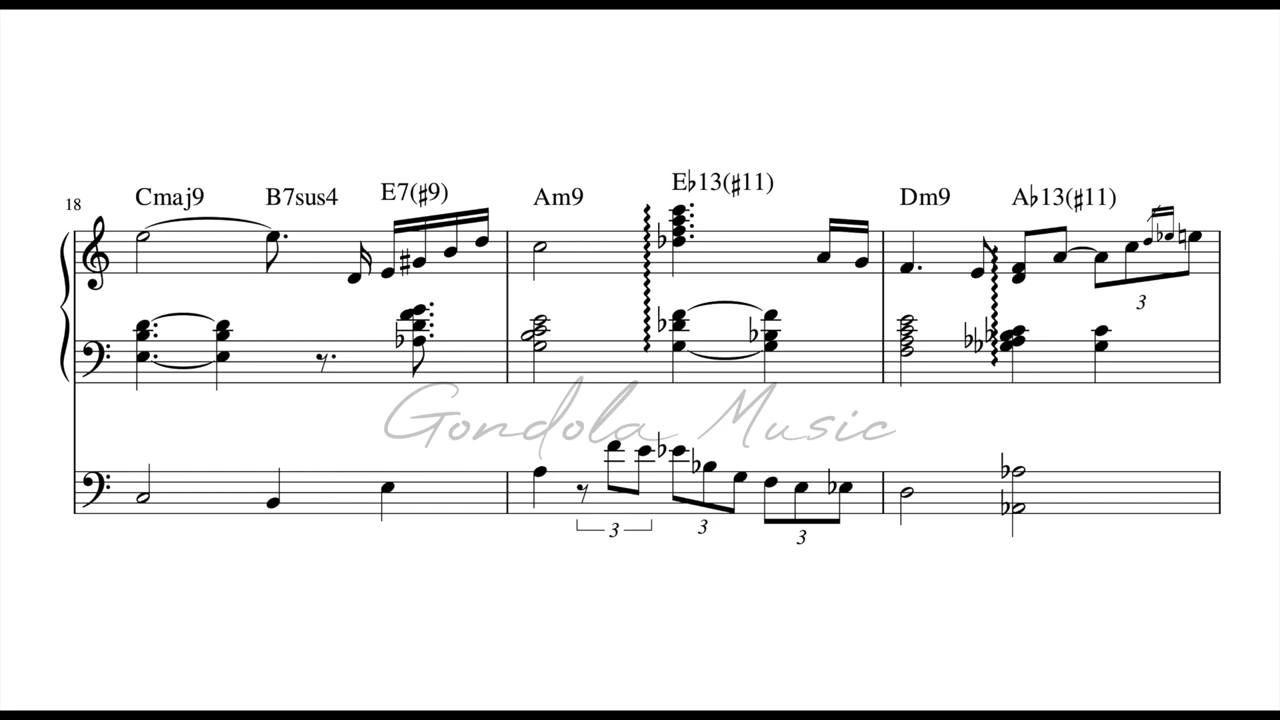 18 Cmaj9 B7sus4 E7(♯9) Am9 E♭13(♯11) Dm9 A♭13(♯11)
3
Gondola Music
3 3 3